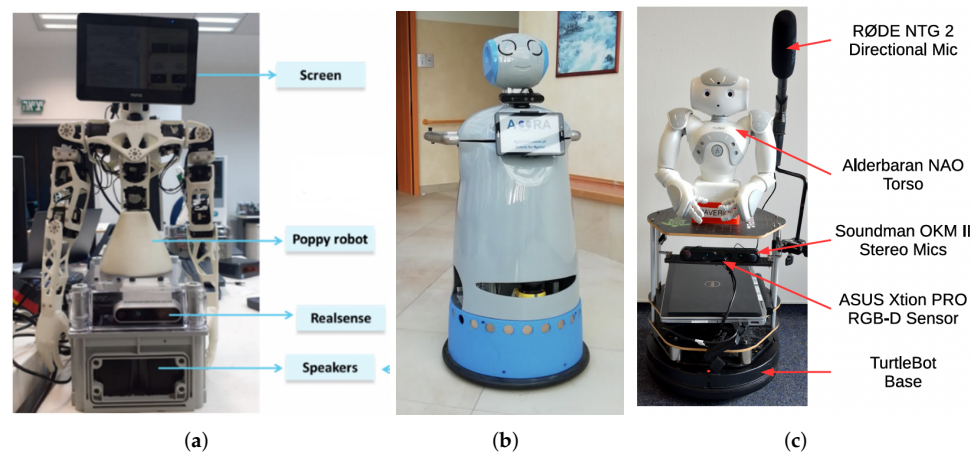 Screen
Poppy robot
Realsense
Speakers
(a)
ACRA
(b)
RØDE NTG 2
Directional Mic
Alderbaran NAO
Torso
Soundman OKM II
Stereo Mics
ASUS Xtion PRO
RGB-D Sensor
TurtleBot
Base
(c)